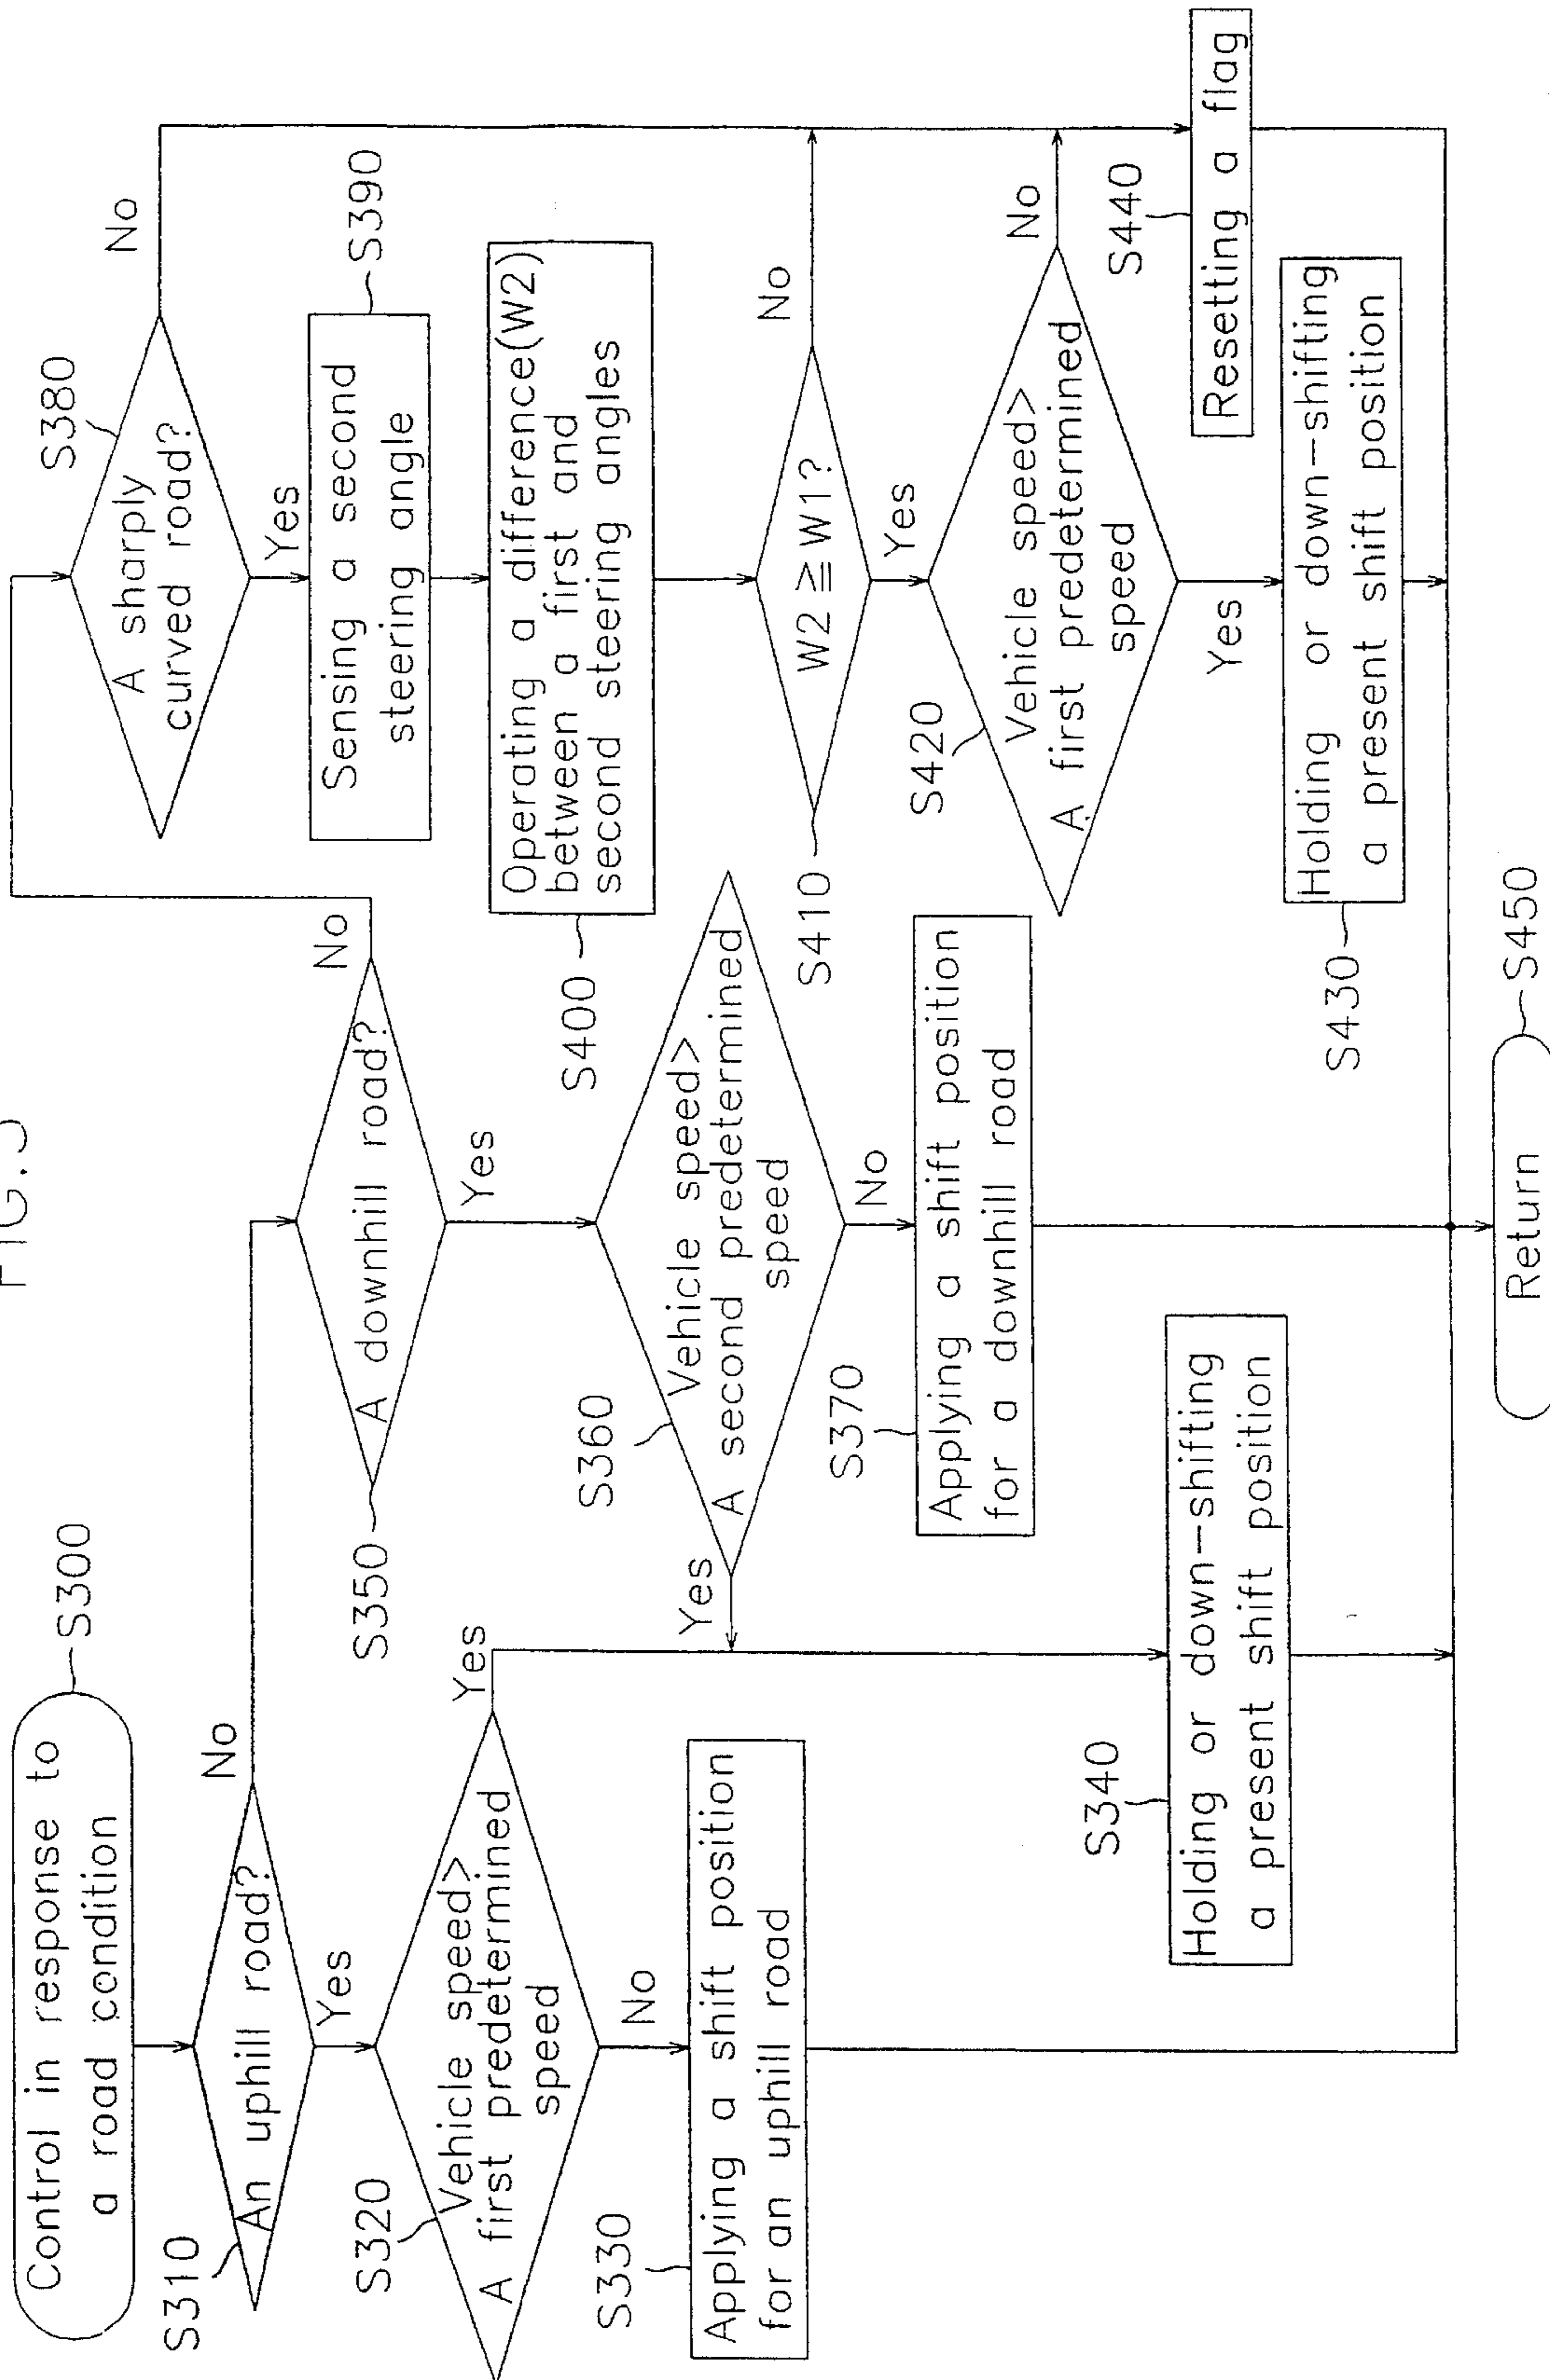 FIG.5
Control in response to
a road condition
S300
S310
An uphill road?
No
Yes
S320
Vehicle speed>
A first predetermined
speed
Yes
No
S330
Applying a shift position
for an uphill road
S340
Holding or down-shifting
a present shift position
S350
A downhill road?
No
Yes
S360
Vehicle speed>
A second predetermined
speed
Yes
No
S370
Applying a shift position
for a downhill road
S380
A sharply
curved road?
No
Yes
S390
Sensing a second
steering angle
S400
Operating a difference(W2)
between a first and
second steering angles
S410
W2≧W1?
No
Yes
S420
Vehicle speed>
A first predetermined
speed
No
Yes
S430
Holding or down-shifting
a present shift position
S440
Resetting a flag
Return
S450